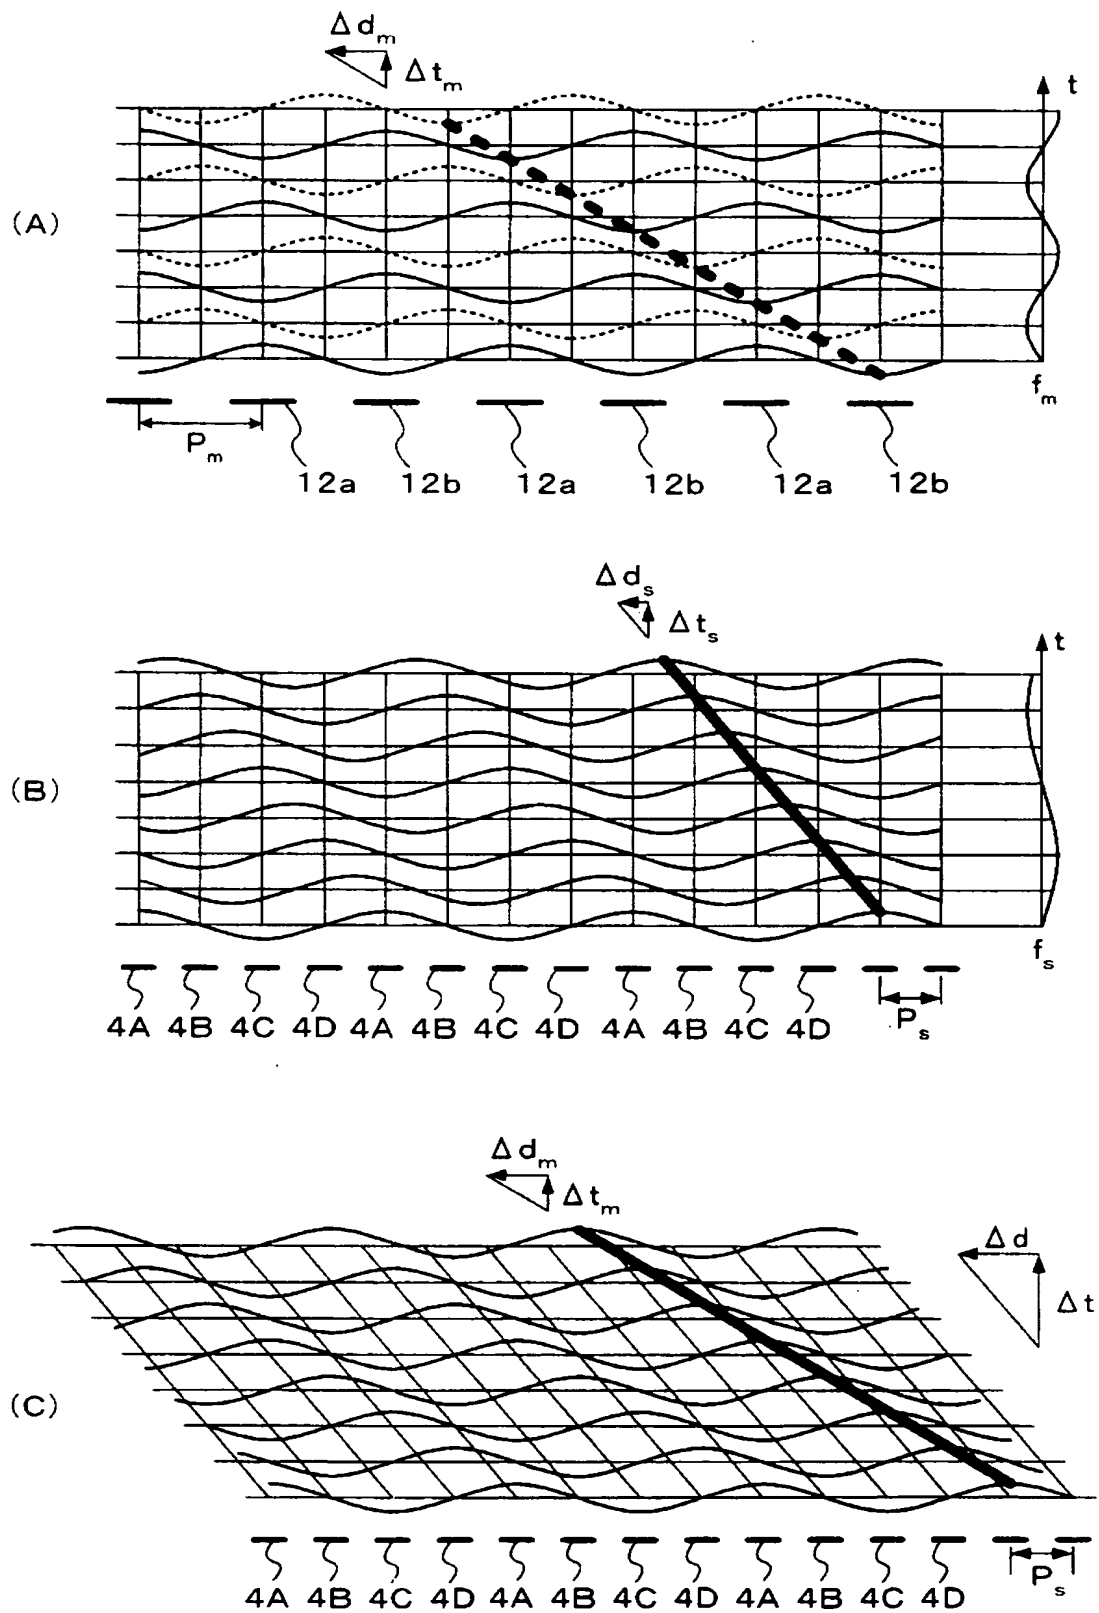 Δd_m
Δt_m
t
(A)
f_m
P_m
12a 12b 12a 12b 12a 12b
Δd_s
Δt_s
t
(B)
f_s
4A 4B 4C 4D 4A 4B 4C 4D 4A 4B 4C 4D P_s
Δd_m
Δt_m
Δd
Δt
(C)
4A 4B 4C 4D 4A 4B 4C 4D 4A 4B 4C 4D P_s